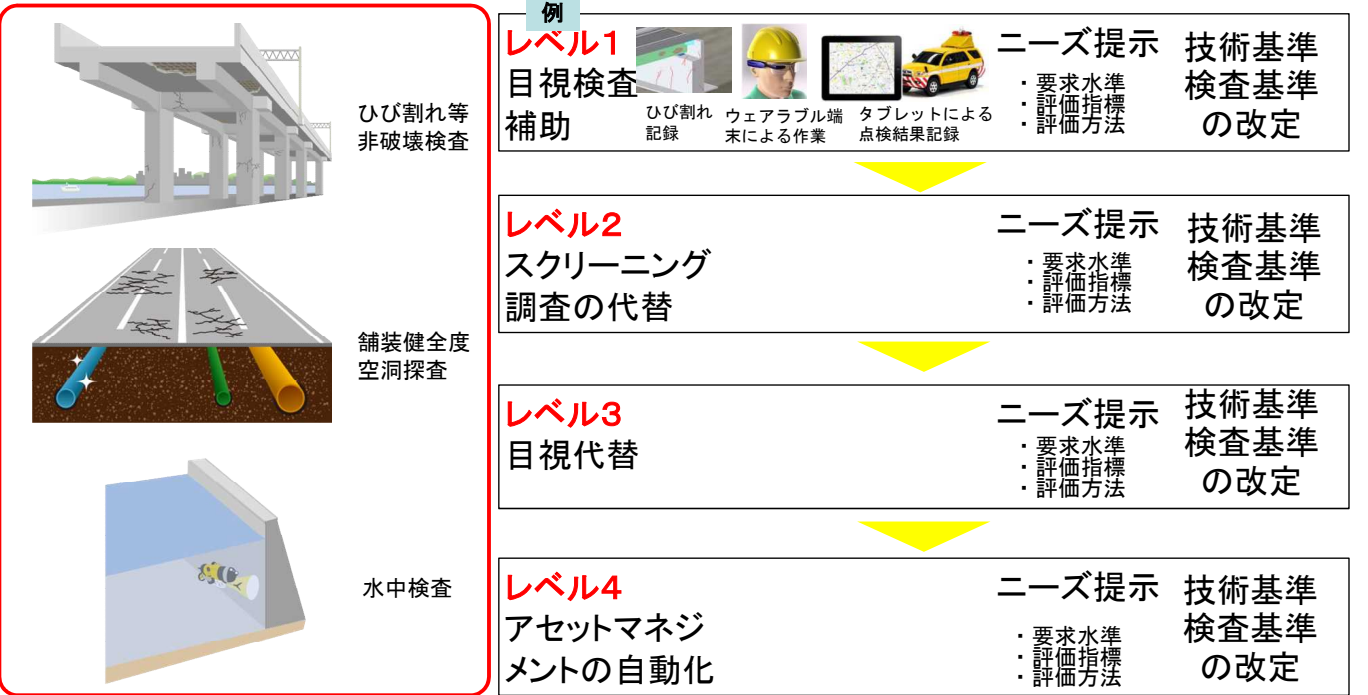 ひび割れ等
非破壊検査
舗装健全度
空洞探査
水中検査
例
レベル1
目視検査
補助
ひび割れ
記録
ウェアラブル端
末による作業
タブレットによる
点検結果記録
ニーズ提示
・要求水準
・評価指標
・評価方法
技術基準
検査基準
の改定
レベル2
スクリーニング
調査の代替
ニーズ提示
・要求水準
・評価指標
・評価方法
技術基準
検査基準
の改定
レベル3
目視代替
ニーズ提示
・要求水準
・評価指標
・評価方法
技術基準
検査基準
の改定
レベル4
アセットマネジ
メントの自動化
ニーズ提示
・要求水準
・評価指標
・評価方法
技術基準
検査基準
の改定